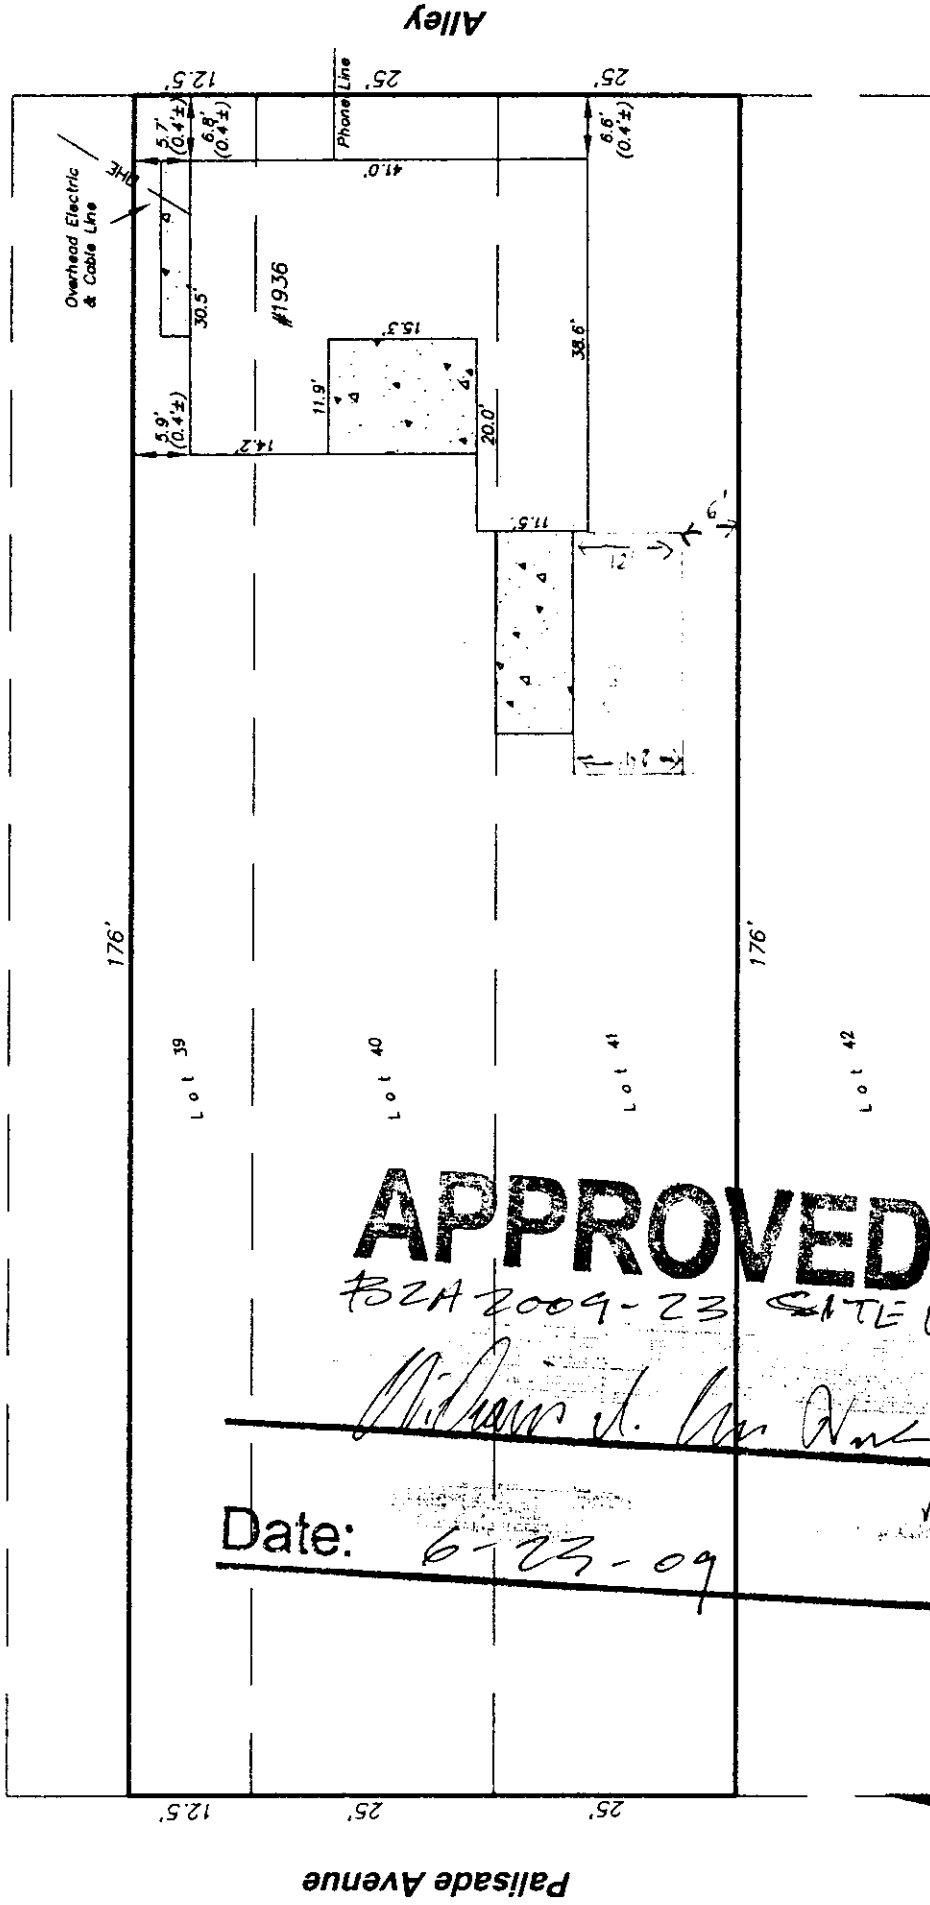 Alley
12.5'
25'
25'
5.7'
(0.4'±)
6.8'
(0.4'±)
Phone Line
6.6'
(0.4'±)
Overhead Electric
& Cable Line
OHE
41.0'
30.5'
#1936
15.3'
11.9'
38.6'
5.9'
(0.4'±)
14.2'
20.0'
11.5'
12'
9'
176'
176'
Lot 39
Lot 40
Lot 41
Lot 42
APPROVED
BZA 2009-23 SITE
Date: 6-23-09
12.5'
25'
25'
Palisade Avenue